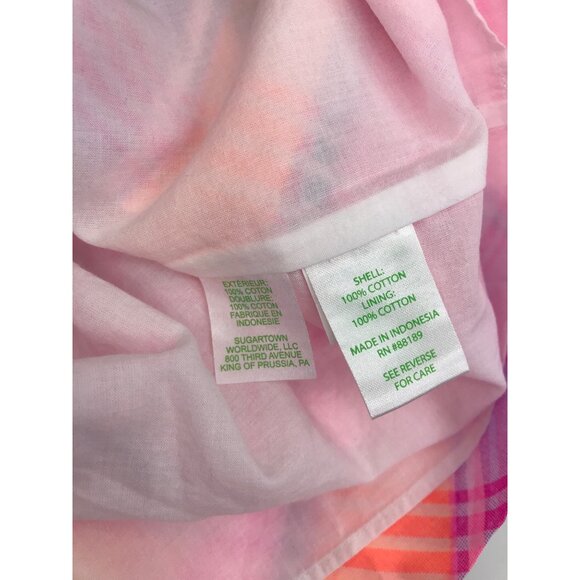 EXTÉRIEUR:
100% COTON
DOUBLURE:
100% COTON
FABRIQUE EN
INDONESIE
SUGARTOWN
WORLDWIDE, LLC
800 THIRD AVENUE
KING OF PRUSSIA, PA
SHELL:
100% COTTON
LINING:
100% COTTON
MADE IN INDONESIA
RN #88189
SEE REVERSE
FOR CARE